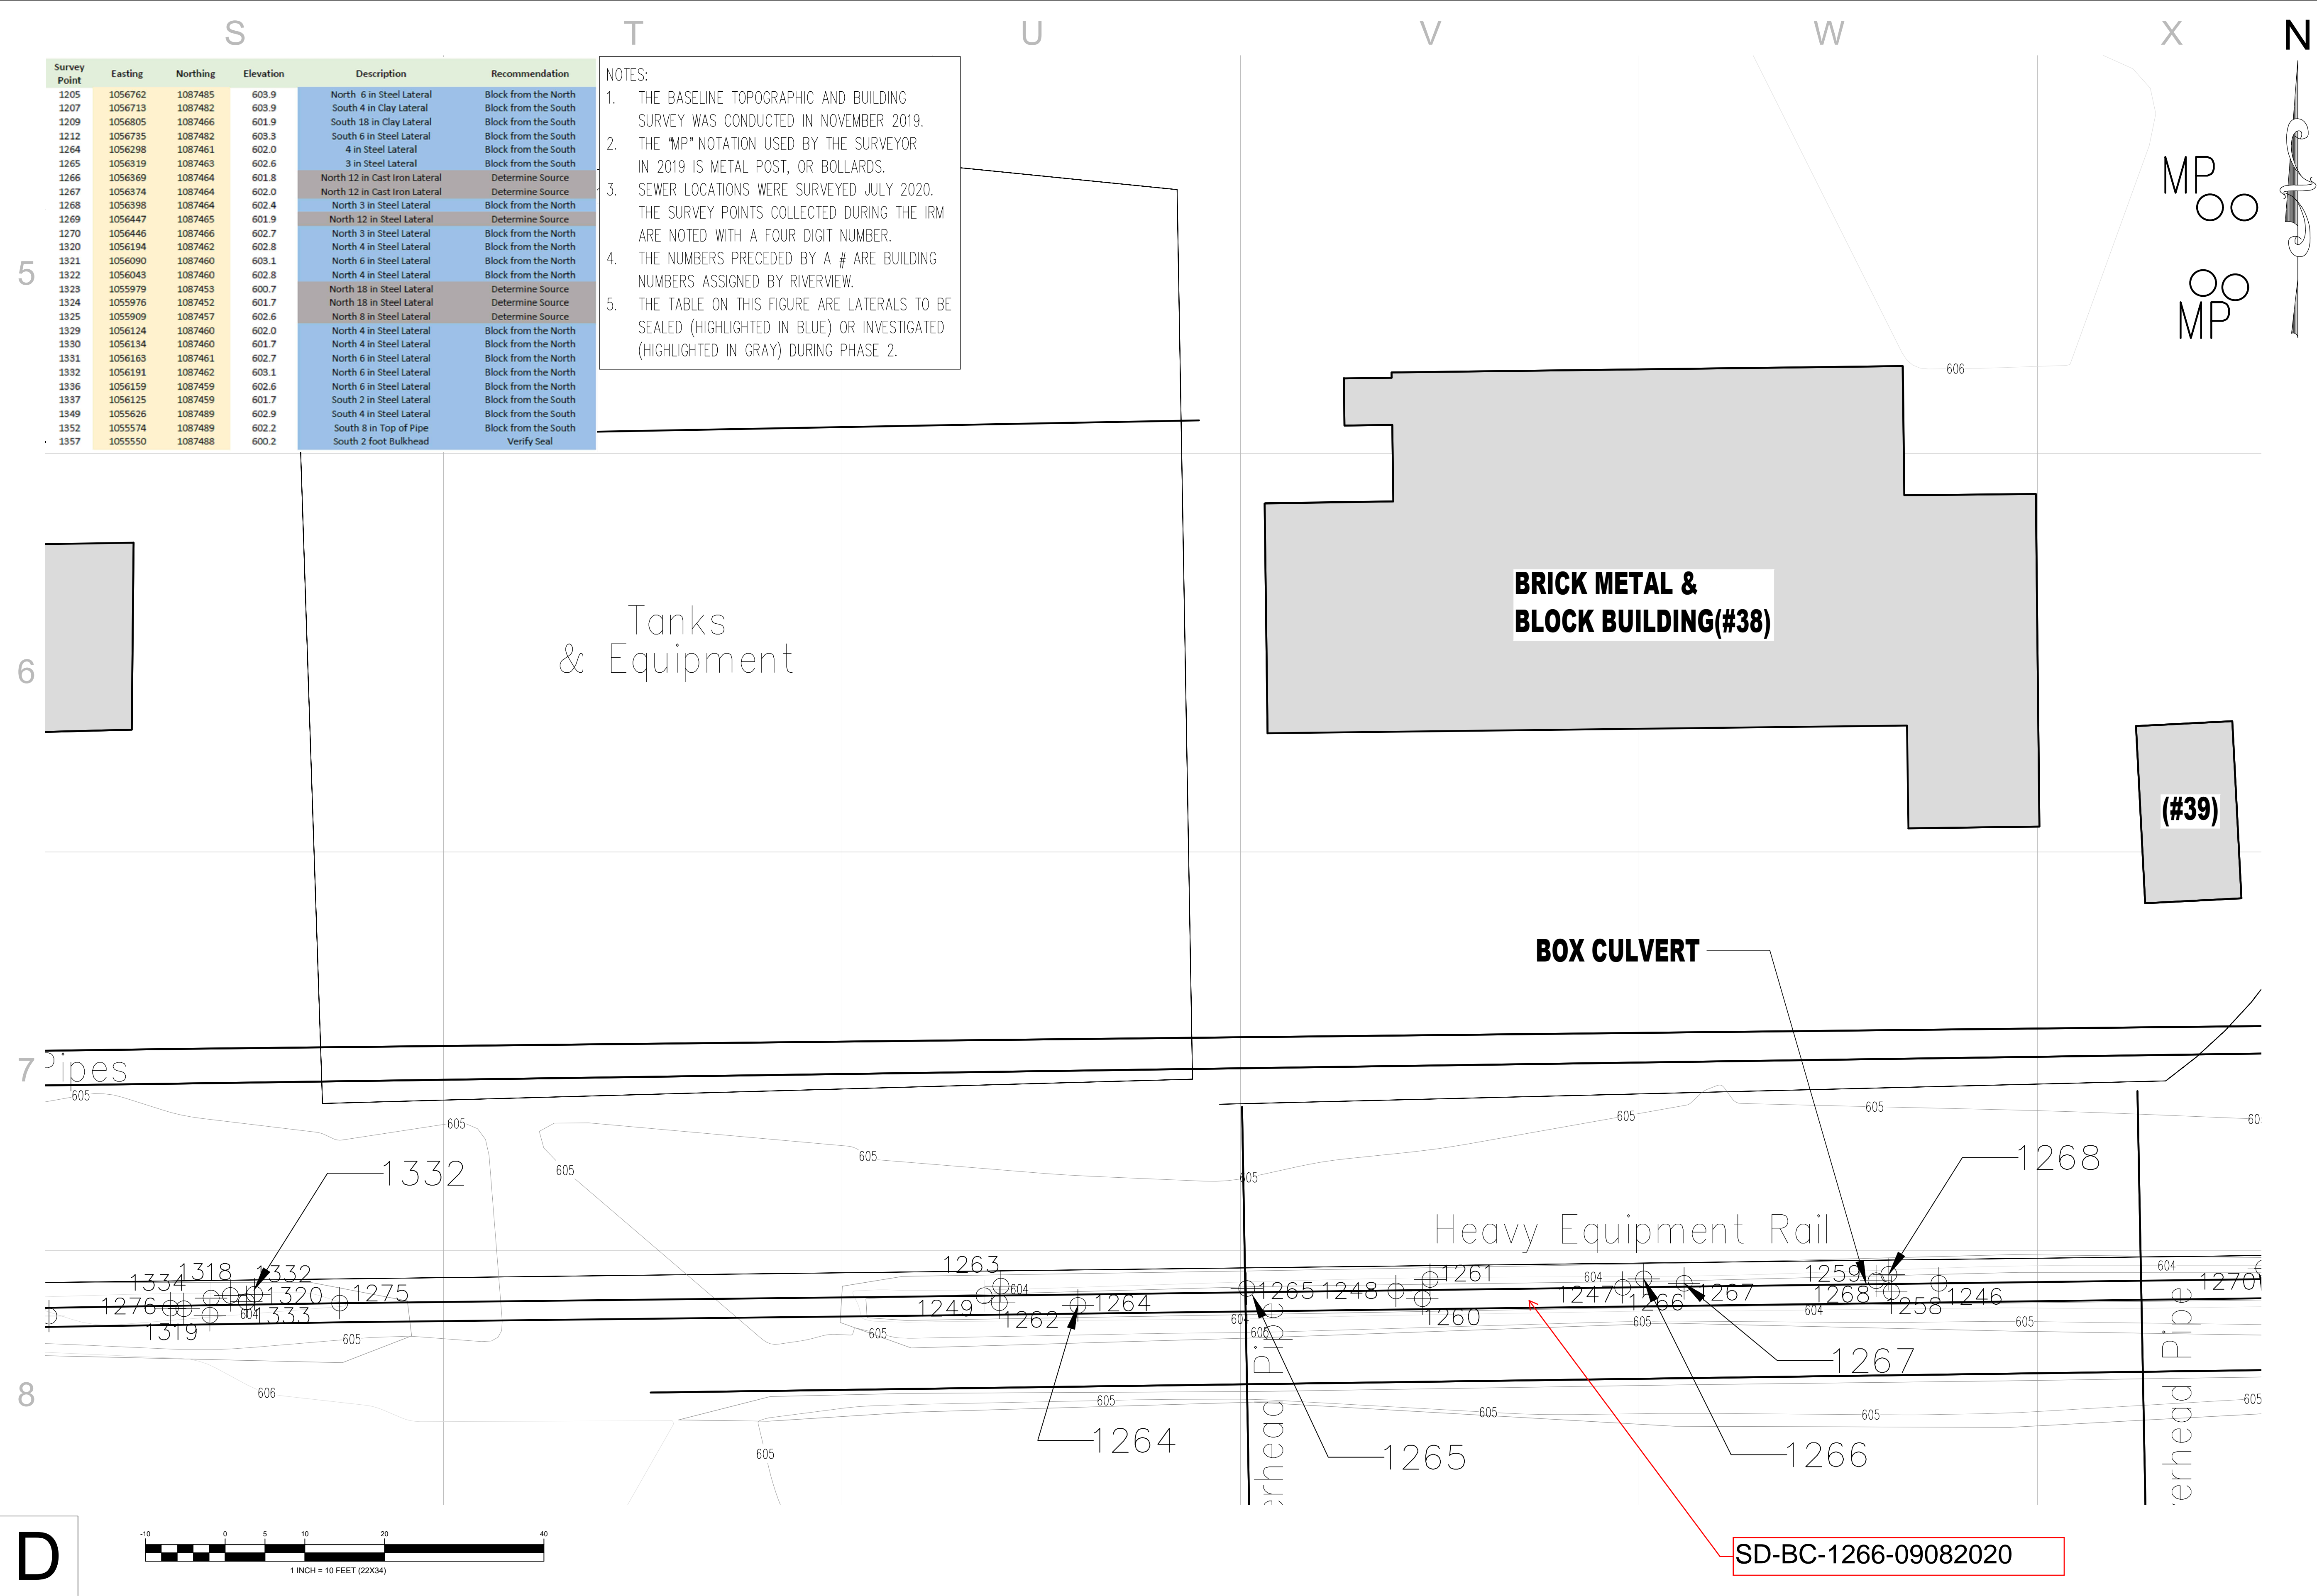 S T U V W X N
Survey Point Easting Northing Elevation Description Recommendation
1205 1056762 1087485 603.9 North 6 in Steel Lateral Block from the North
1207 1056713 1087482 603.9 South 4 in Clay Lateral Block from the South
1209 1056805 1087466 601.9 South 18 in Clay Lateral Block from the South
1212 1056735 1087482 603.3 South 6 in Steel Lateral Block from the South
1264 1056298 1087461 602.0 4 in Steel Lateral Block from the South
1265 1056319 1087463 602.6 3 in Steel Lateral Block from the South
1266 1056369 1087464 601.8 North 12 in Cast Iron Lateral Determine Source
1267 1056374 1087464 602.0 North 12 in Cast Iron Lateral Determine Source
1268 1056398 1087464 602.4 North 3 in Steel Lateral Block from the North
1269 1056447 1087465 601.9 North 12 in Steel Lateral Determine Source
1270 1056446 1087466 602.7 North 3 in Steel Lateral Block from the North
1320 1056194 1087462 602.8 North 4 in Steel Lateral Block from the North
1321 1056090 1087460 603.1 North 6 in Steel Lateral Block from the North
1322 1056043 1087460 602.8 North 4 in Steel Lateral Block from the North
1323 1055979 1087453 600.7 North 18 in Steel Lateral Determine Source
1324 1055976 1087452 601.7 North 18 in Steel Lateral Determine Source
1325 1055909 1087457 602.6 North 8 in Steel Lateral Determine Source
1329 1056124 1087460 602.0 North 4 in Steel Lateral Block from the North
1330 1056134 1087460 601.7 North 4 in Steel Lateral Block from the North
1331 1056163 1087461 602.7 North 6 in Steel Lateral Block from the North
1332 1056191 1087462 603.1 North 6 in Steel Lateral Block from the North
1336 1056159 1087459 602.6 North 6 in Steel Lateral Block from the North
1337 1056125 1087459 601.7 South 2 in Steel Lateral Block from the South
1349 1055626 1087489 602.9 South 4 in Steel Lateral Block from the South
1352 1055574 1087489 602.2 South 8 in Top of Pipe Block from the South
1357 1055550 1087488 600.2 South 2 foot Bulkhead Verify Seal
NOTES:
1. THE BASELINE TOPOGRAPHIC AND BUILDING
SURVEY WAS CONDUCTED IN NOVEMBER 2019.
2. THE "MP" NOTATION USED BY THE SURVEYOR
IN 2019 IS METAL POST, OR BOLLARDS.
3. SEWER LOCATIONS WERE SURVEYED JULY 2020.
THE SURVEY POINTS COLLECTED DURING THE IRM
ARE NOTED WITH A FOUR DIGIT NUMBER.
4. THE NUMBERS PRECEDED BY A # ARE BUILDING
NUMBERS ASSIGNED BY RIVERVIEW.
5. THE TABLE ON THIS FIGURE ARE LATERALS TO BE
SEALED (HIGHLIGHTED IN BLUE) OR INVESTIGATED
(HIGHLIGHTED IN GRAY) DURING PHASE 2.
MP
MP
5
606
BRICK METAL &
BLOCK BUILDING(#38)
Tanks
& Equipment
6
(#39)
BOX CULVERT
7
Pipes
605
605
605
605
605
605
605
60
1332
1268
Heavy Equipment Rail
1334
1318
1332
1276
1320
1275
1319
604
1333
605
1263
604
1249
1262
1264
605
604
605
1265
1248
1261
1260
604
1247
1266
1267
605
1259
1268
604
1258
1246
605
604
1270
1267
8
606
605
605
605
605
605
1264
1265
1266
erhead Pipe
verhead Pipe
D
-10 0 5 10 20 40
1 INCH = 10 FEET (22X34)
SD-BC-1266-09082020